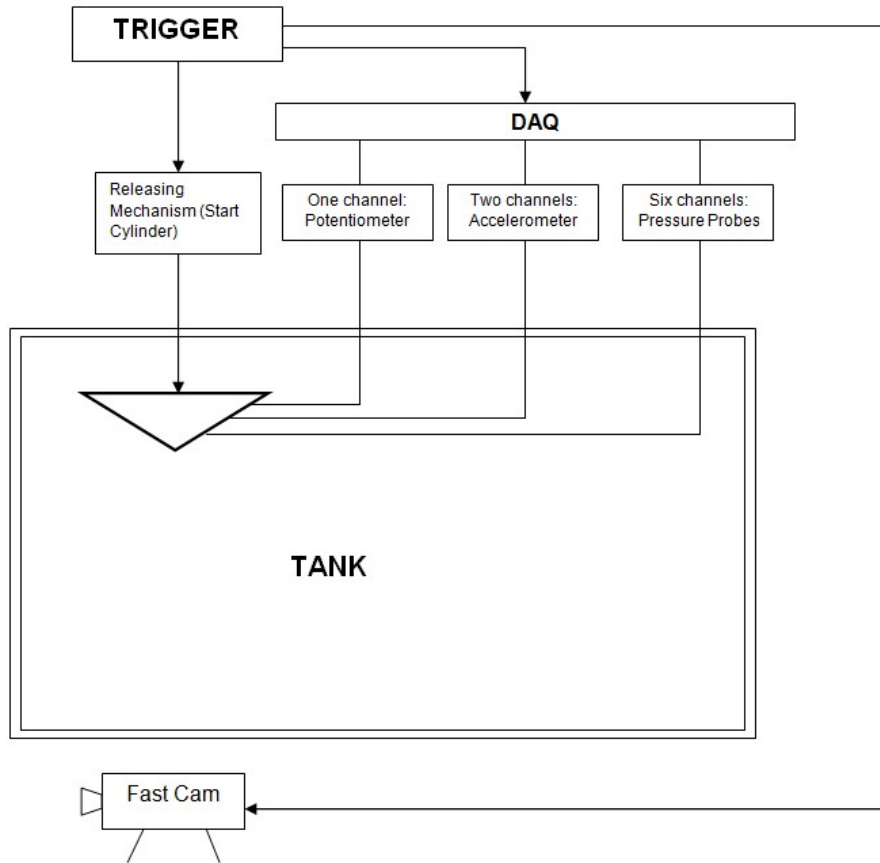 TRIGGER
DAQ
Releasing
Mechanism (Start
Cylinder)
One channel:
Potentiometer
Two channels:
Accelerometer
Six channels:
Pressure Probes
TANK
Fast Cam